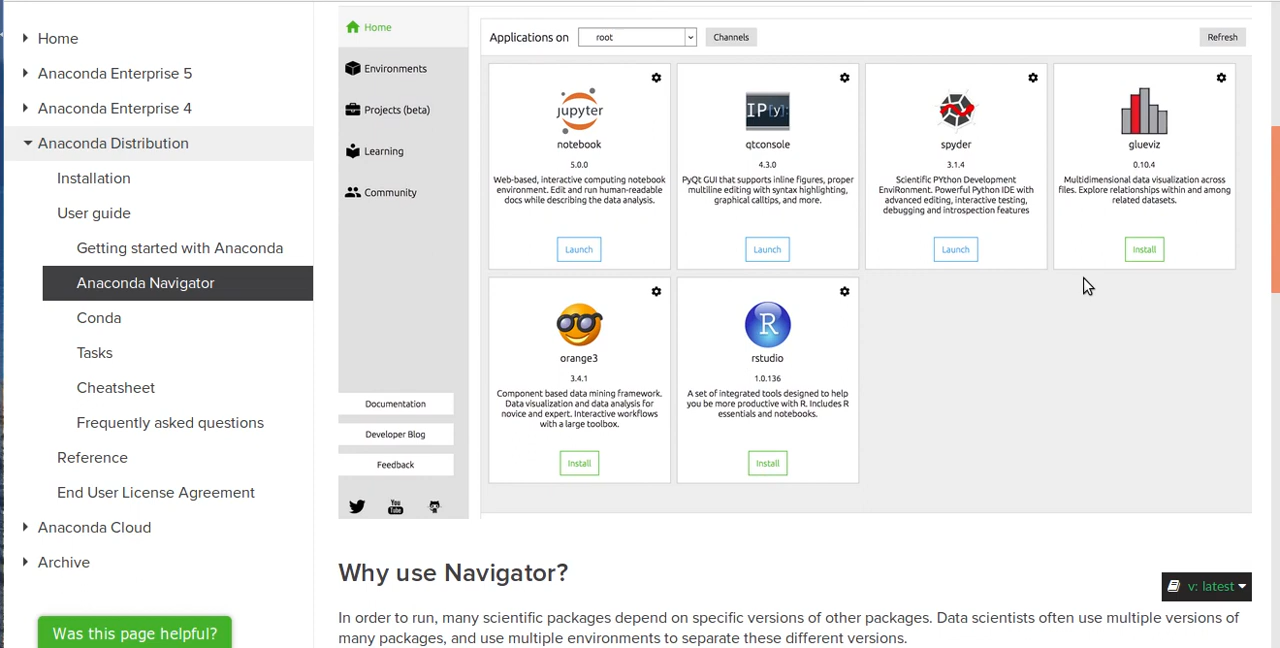 Home
Anaconda Enterprise 5
Anaconda Enterprise 4
Anaconda Distribution
Installation
User guide
Getting started with Anaconda
Anaconda Navigator
Conda
Tasks
Cheatsheet
Frequently asked questions
Reference
End User License Agreement
Anaconda Cloud
Archive
Was this page helpful?
Home
Environments
Projects (beta)
Learning
Community
Documentation
Developer Blog
Feedback
You
Tube
Applications on
root
Channels
Refresh
jupyter
notebook
5.0.0
Web-based, interactive computing notebook
environment. Edit and run human-readable
docs while describing the data analysis.
Launch
IP[y]:
qtconsole
4.3.0
PyQt GUI that supports inline figures, proper
multiline editing with syntax highlighting,
graphical calltips, and more.
Launch
spyder
3.1.4
Scientific PYthon Development
EnviRonment. Powerful Python IDE with
advanced editing, interactive testing,
debugging and introspection features
Launch
glueviz
0.10.4
Multidimensional data visualization across
files. Explore relationships within and among
related datasets.
Install
orange3
3.4.1
Component based data mining framework.
Data visualization and data analysis for
novice and expert. Interactive workflows
with a large toolbox.
Install
R
rstudio
1.0.136
A set of integrated tools designed to help
you be more productive with R. Includes R
essentials and notebooks.
Install
Why use Navigator?
v: latest
In order to run, many scientific packages depend on specific versions of other packages. Data scientists often use multiple versions of
many packages, and use multiple environments to separate these different versions.